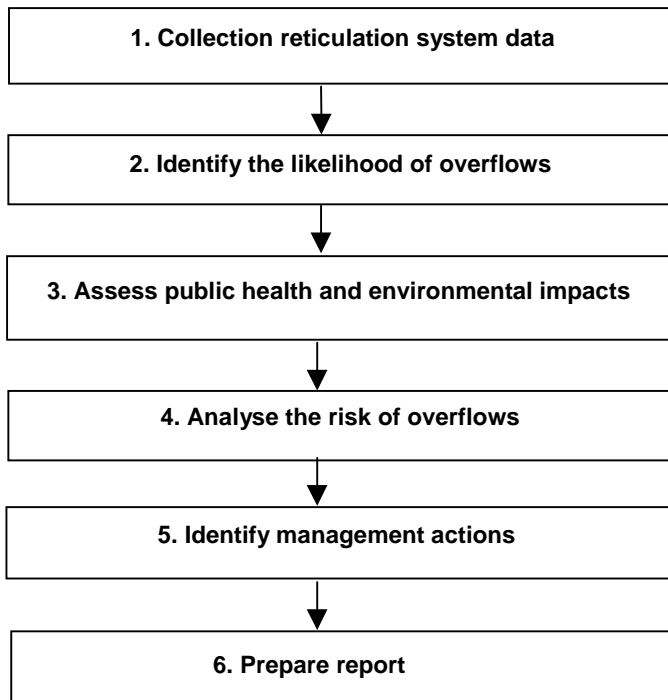 1. Collection reticulation system data
2. Identify the likelihood of overflows
3. Assess public health and environmental impacts
4. Analyse the risk of overflows
5. Identify management actions
6. Prepare report